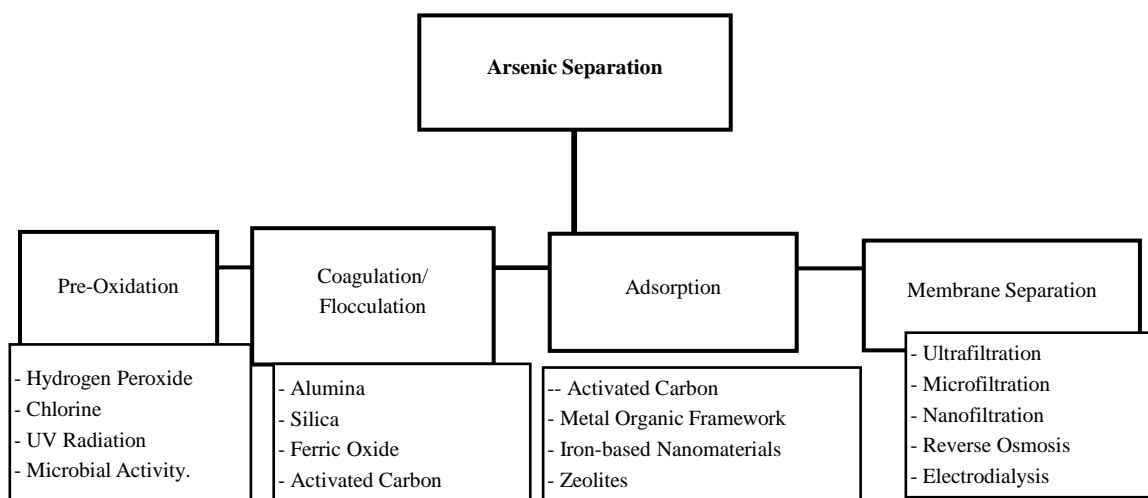 Arsenic Separation
Pre-Oxidation
- Hydrogen Peroxide
- Chlorine
- UV Radiation
- Microbial Activity.
Coagulation/
Flocculation
- Alumina
- Silica
- Ferric Oxide
- Activated Carbon
Adsorption
-- Activated Carbon
- Metal Organic Framework
- Iron-based Nanomaterials
- Zeolites
Membrane Separation
- Ultrafiltration
- Microfiltration
- Nanofiltration
- Reverse Osmosis
- Electrodialysis